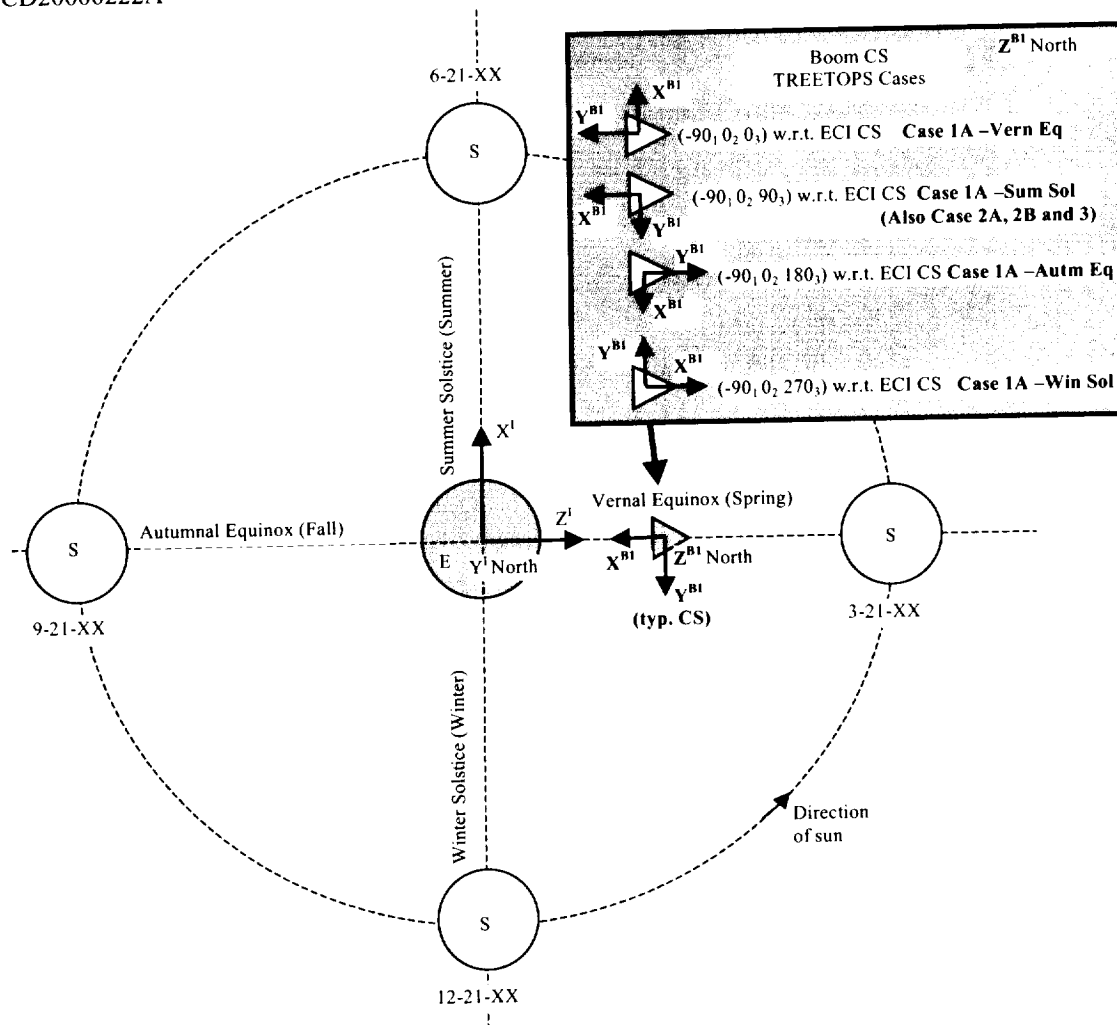 6-21-XX
S
Z^B1 North
Boom CS
TREETOPS Cases
X^B1
Y^B1
(-90₁ 0₂ 0₃) w.r.t. ECI CS Case 1A –Vern Eq
(-90₁ 0₂ 90₃) w.r.t. ECI CS Case 1A –Sum Sol
X^B1
(Also Case 2A, 2B and 3)
Y^B1
Y^B1
(-90₁ 0₂ 180₃) w.r.t. ECI CS Case 1A –Autm Eq
X^B1
Y^B1
X^B1
(-90₁ 0₂ 270₃) w.r.t. ECI CS Case 1A –Win Sol
Summer Solstice (Summer)
X^I
Vernal Equinox (Spring)
Autumnal Equinox (Fall)
Z^I
S
S
E
Y^I North
X^B1
Z^B1 North
Y^B1
(typ. CS)
9-21-XX
3-21-XX
Winter Solstice (Winter)
Direction
of sun
S
12-21-XX